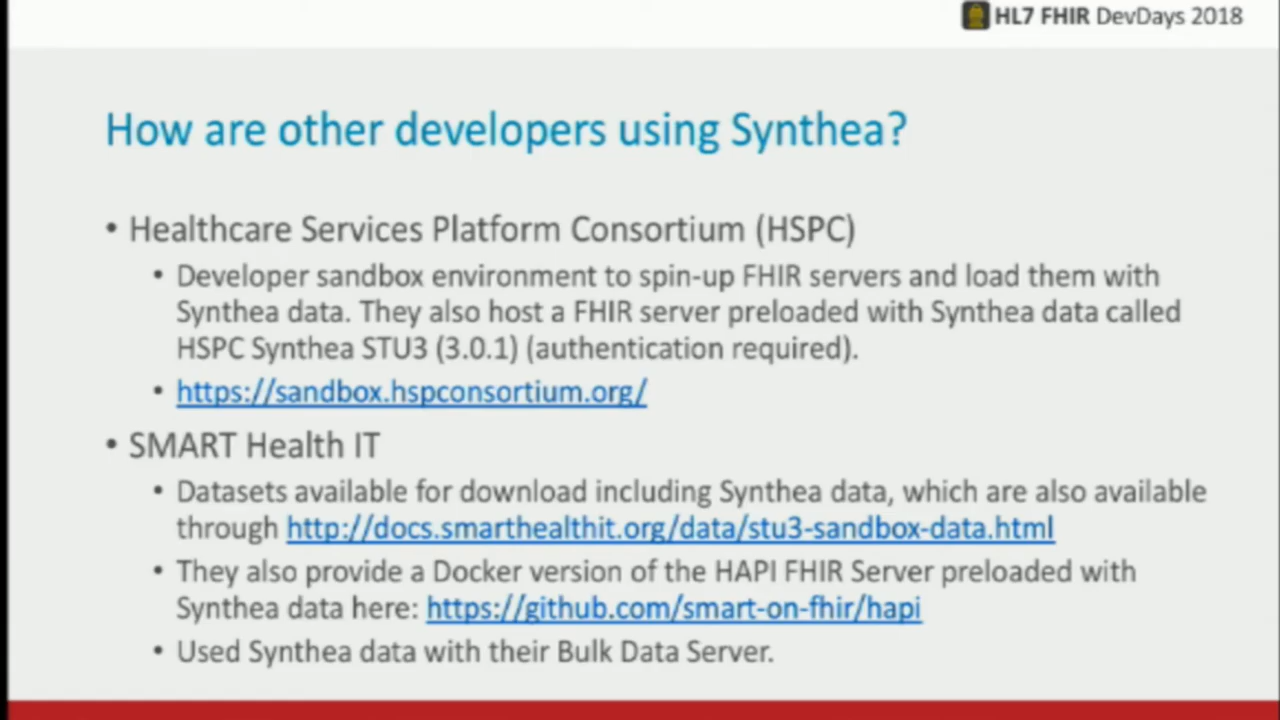 HL7 FHIR DevDays 2018
How are other developers using Synthea?
• Healthcare Services Platform Consortium (HSPC)
• Developer sandbox environment to spin-up FHIR servers and load them with
Synthea data. They also host a FHIR server preloaded with Synthea data called
HSPC Synthea STU3 (3.0.1) (authentication required).
• https://sandbox.hspconsortium.org/
• SMART Health IT
• Datasets available for download including Synthea data, which are also available
through http://docs.smarthealthit.org/data/stu3-sandbox-data.html
• They also provide a Docker version of the HAPI FHIR Server preloaded with
Synthea data here: https://github.com/smart-on-fhir/hapi
• Used Synthea data with their Bulk Data Server.